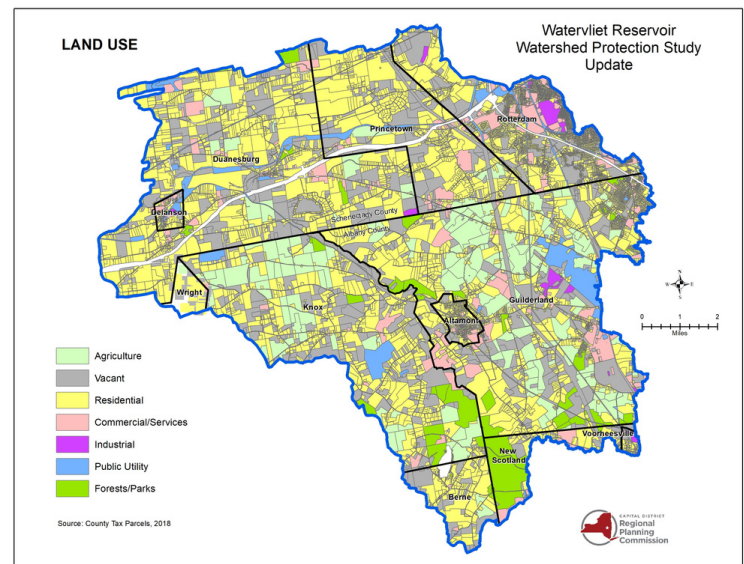 LAND USE
Watervliet Reservoir
Watershed Protection Study
Update
Rotterdam
Princetown
Duanesburg
Delanson
Schenectady County
Albany County
Wright
Knox
Guilderland
Altamont
N
W
E
S
0
1
2
Miles
Agriculture
Vacant
Residential
Commercial/Services
Industrial
Public Utility
Forests/Parks
Voorheesville
New
Scotland
Berne
Source: County Tax Parcels, 2018
CAPITAL DISTRICT
Regional
Planning
Commission